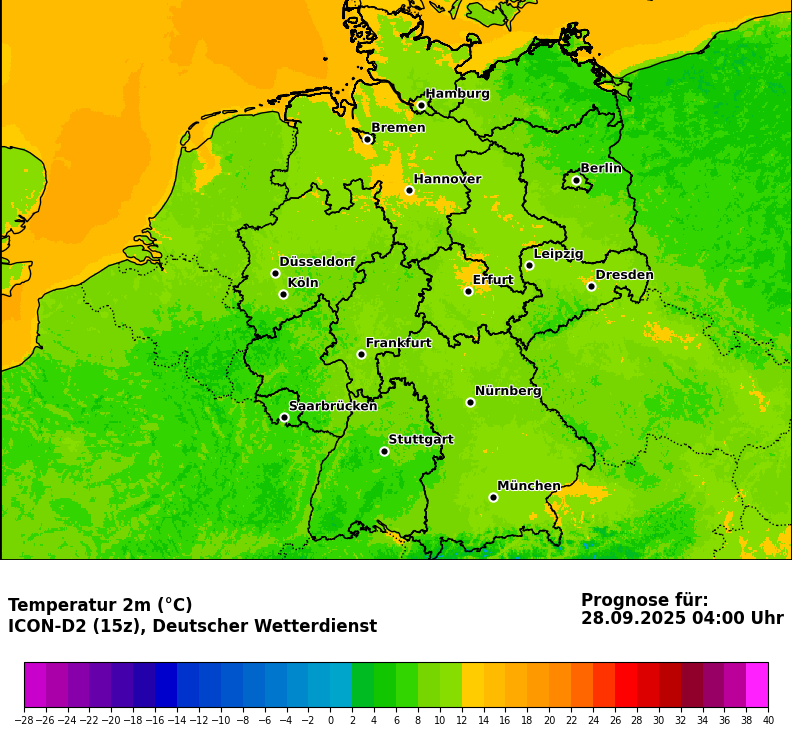 Hamburg
Bremen
Berlin
Hannover
Leipzig
Düsseldorf
Dresden
Köln
Erfurt
Frankfurt
Nürnberg
Saarbrücken
Stuttgart
München
Temperatur 2m (°C)
ICON-D2 (15z), Deutscher Wetterdienst
Prognose für:
28.09.2025 04:00 Uhr
−28 −26 −24 −22 −20 −18 −16 −14 −12 −10 −8 −6 −4 −2 0 2 4 6 8 10 12 14 16 18 20 22 24 26 28 30 32 34 36 38 40